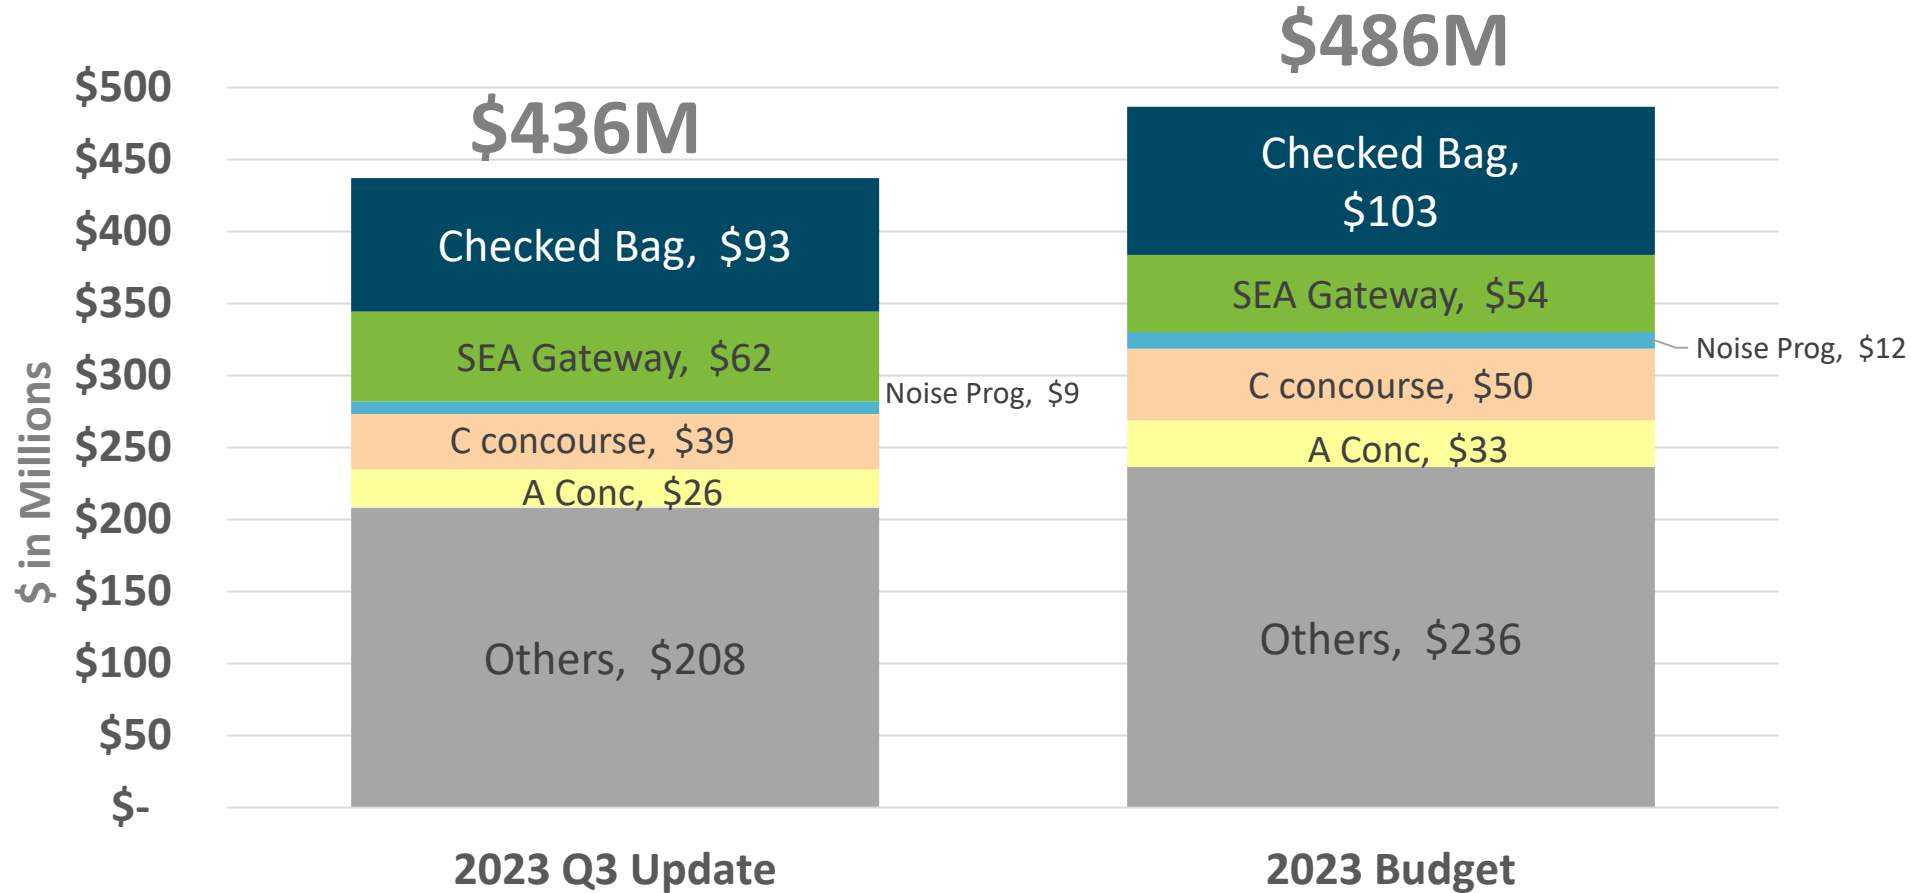 $486M
$436M
$ in Millions
$500
$450
$400
$350
$300
$250
$200
$150
$100
$50
$-
Checked Bag, $93
SEA Gateway, $62
Noise Prog, $9
C concourse, $39
A Conc, $26
Others, $208
Checked Bag,
$103
SEA Gateway, $54
Noise Prog, $12
C concourse, $50
A Conc, $33
Others, $236
2023 Q3 Update
2023 Budget